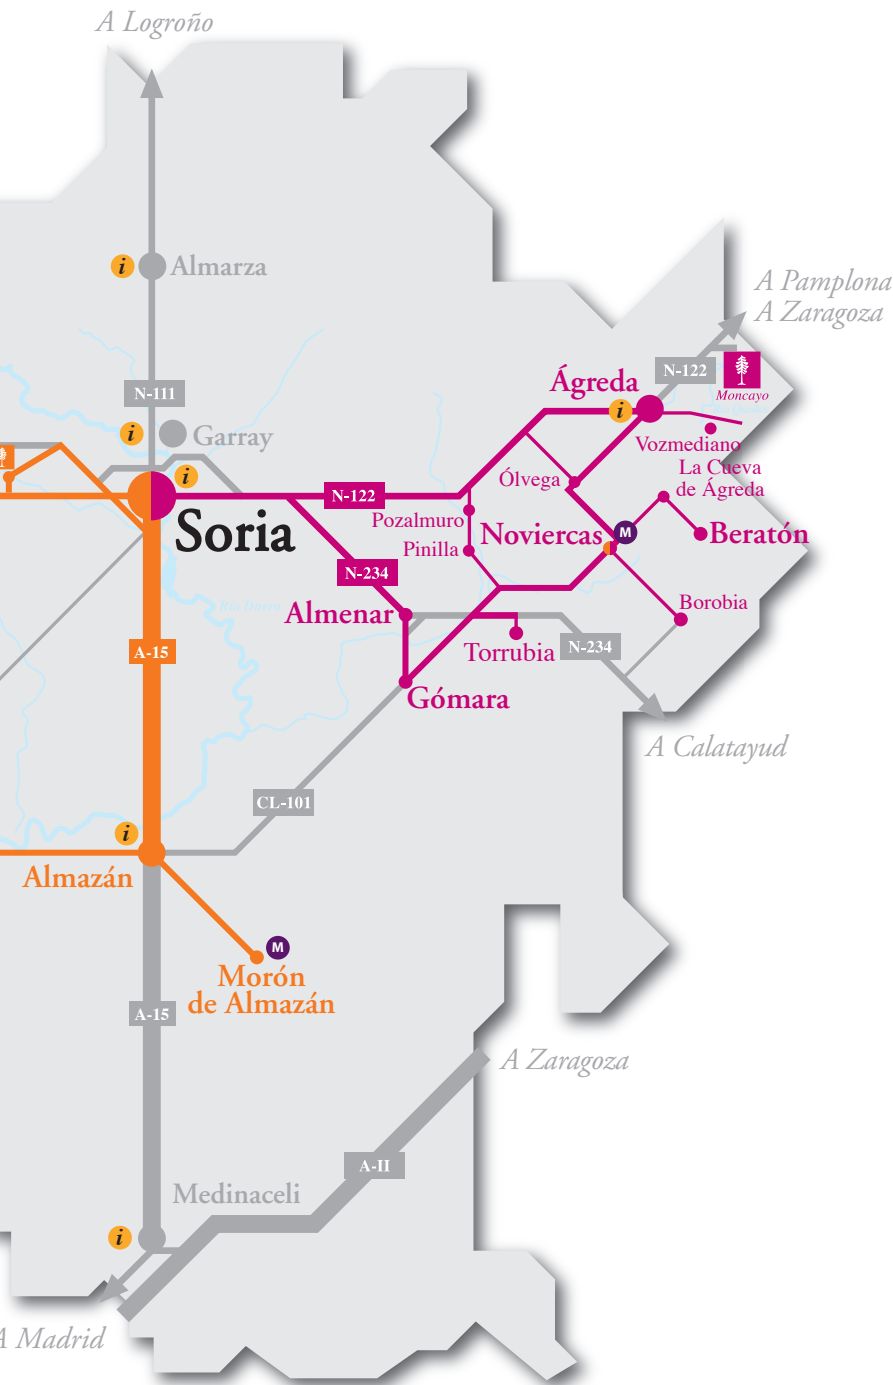 A Logroño
i
Almarza
A Pamplona
A Zaragoza
N-122
Moncayo
Ágreda
i
N-111
i
Garray
Vozmediano
La Cueva
de Ágreda
i
Ólvega
N-122
Soria
Pozalmuro
Noviercas
M
Beratón
Pinilla
N-234
Río Duero
Almenar
Borobia
A-15
Torrubia
N-234
Gómara
A Calatayud
CL-101
i
Almazán
M
Morón
de Almazán
A-15
A Zaragoza
A-II
Medinaceli
i
A Madrid